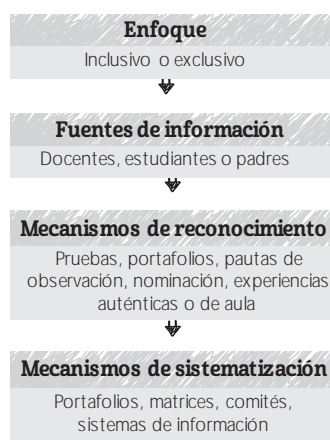 Enfoque
Inclusivo o exclusivo
Fuentes de información
Docentes, estudiantes o padres
Mecanismos de reconocimiento
Pruebas, portafolios, pautas de
observación, nominación, experiencias
auténticas o de aula
Mecanismos de sistematización
Portafolios, matrices, comités,
sistemas de información